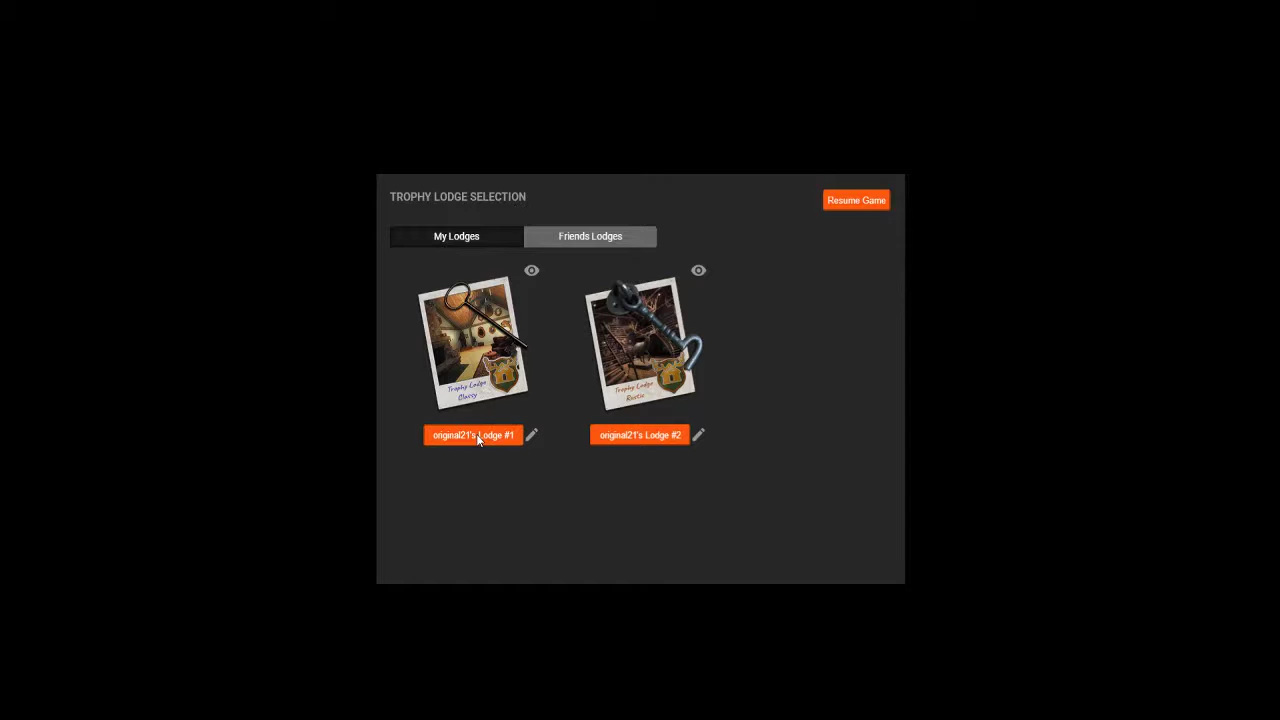 TROPHY LODGE SELECTION
Resume Game
My Lodges
Friends Lodges
Trophy Lodge
Classy
Trophy Lodge
Rustic
original21's Lodge #1
original21's Lodge #2